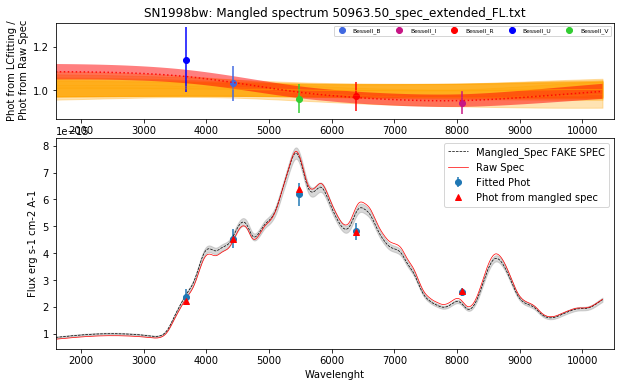 SN1998bw: Mangled spectrum 50963.50_spec_extended_FL.txt
Phot from LCfitting /
Phot from Raw Spec
1.2
1.0
Bessell_B Bessell_I Bessell_R Bessell_U Bessell_V
2000 3000 4000 5000 6000 7000 8000 9000 10000
Flux erg s-1 cm-2 A-1
8
7
6
5
4
3
2
1
Mangled_Spec FAKE SPEC
Raw Spec
Fitted Phot
Phot from mangled spec
2000 3000 4000 5000 6000 7000 8000 9000 10000
Wavelenght